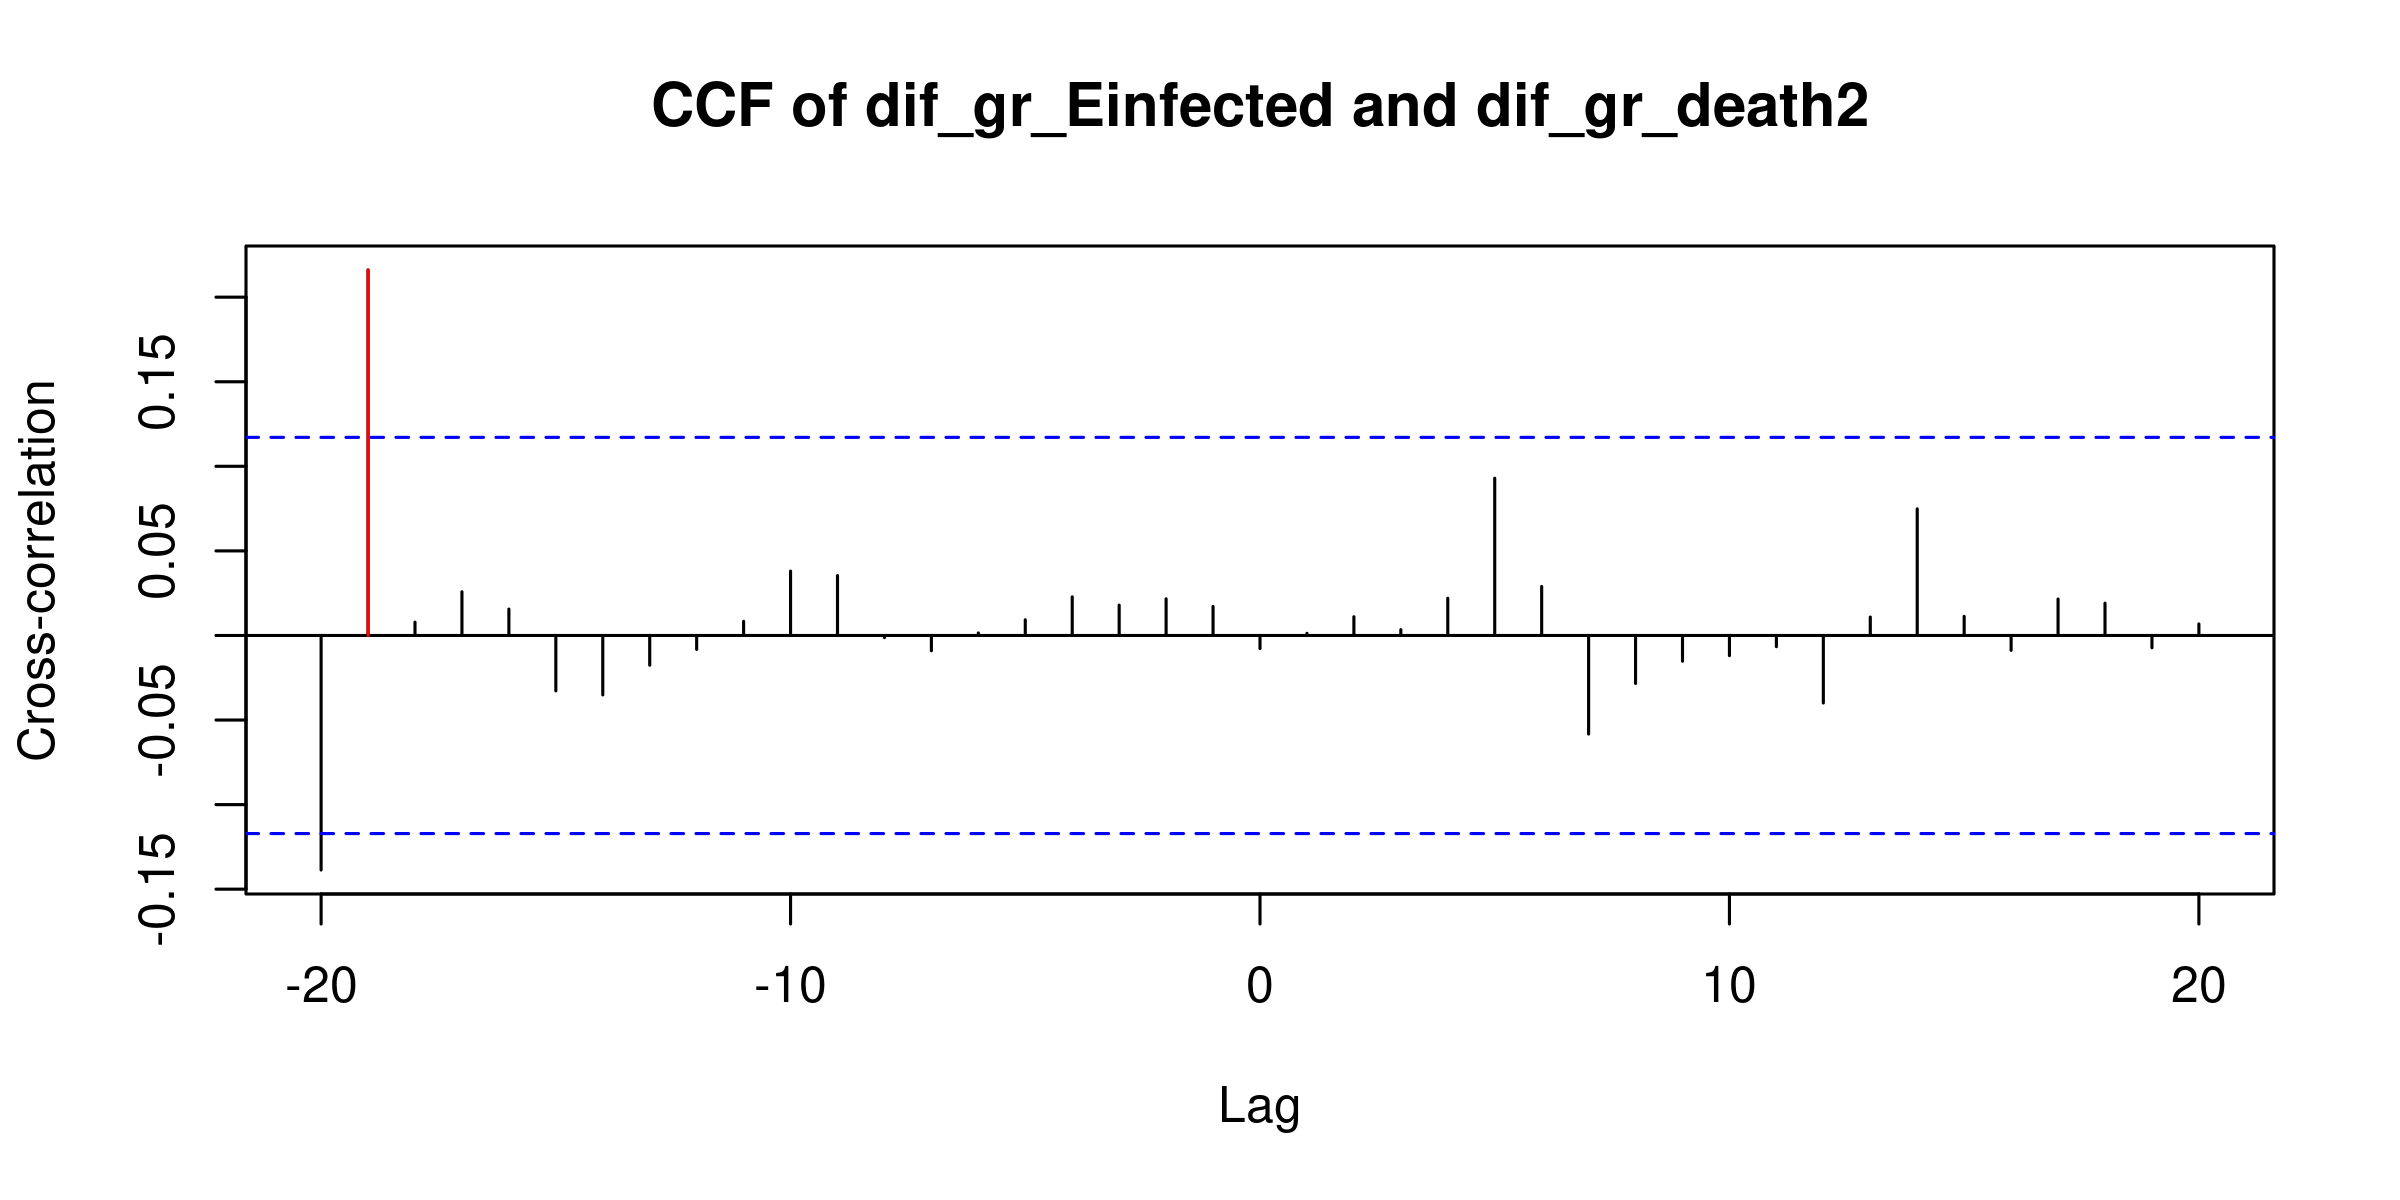 CCF of dif_gr_Einfected and dif_gr_death2
Cross-correlation
0.15
0.05
-0.05
-0.15
-20 -10 0 10 20
Lag